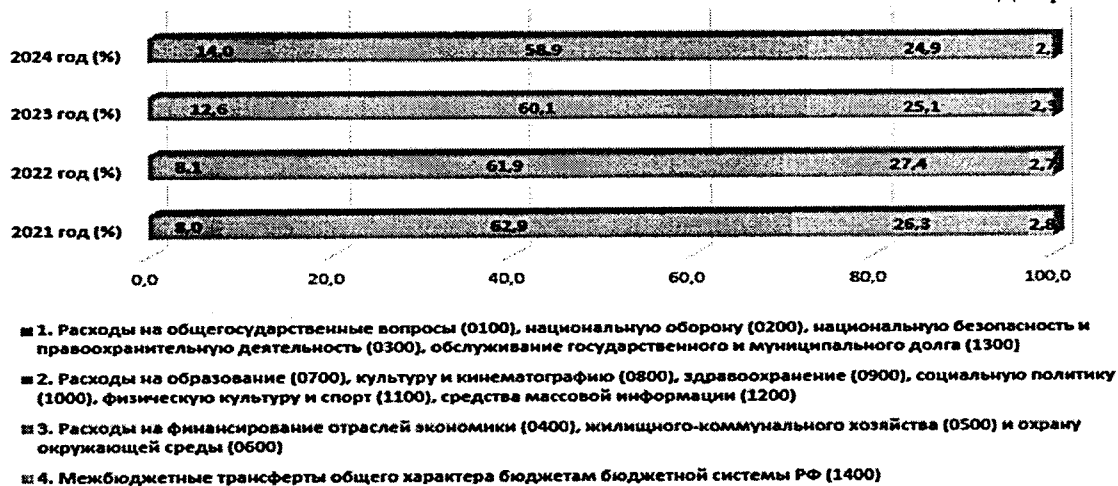 2024 год (%) 14,0 58,9 24,9 2,
2023 год (%) 12,6 60,1 25,1 2,3
2022 год (%) 8,1 61,9 27,4 2,7
2021 год (%) 8,0 62,9 26,3 2,8
0,0 20,0 40,0 60,0 80,0 100,0
1. Расходы на общегосударственные вопросы (0100), национальную оборону (0200), национальную безопасность и
правоохранительную деятельность (0300), обслуживание государственного и муниципального долга (1300)
2. Расходы на образование (0700), культуру и кинематографию (0800), здравоохранение (0900), социальную политику
(1000), физическую культуру и спорт (1100), средства массовой информации (1200)
3. Расходы на финансирование отраслей экономики (0400), жилищного-коммунального хозяйства (0500) и охрану
окружающей среды (0600)
4. Межбюджетные трансферты общего характера бюджетам бюджетной системы РФ (1400)